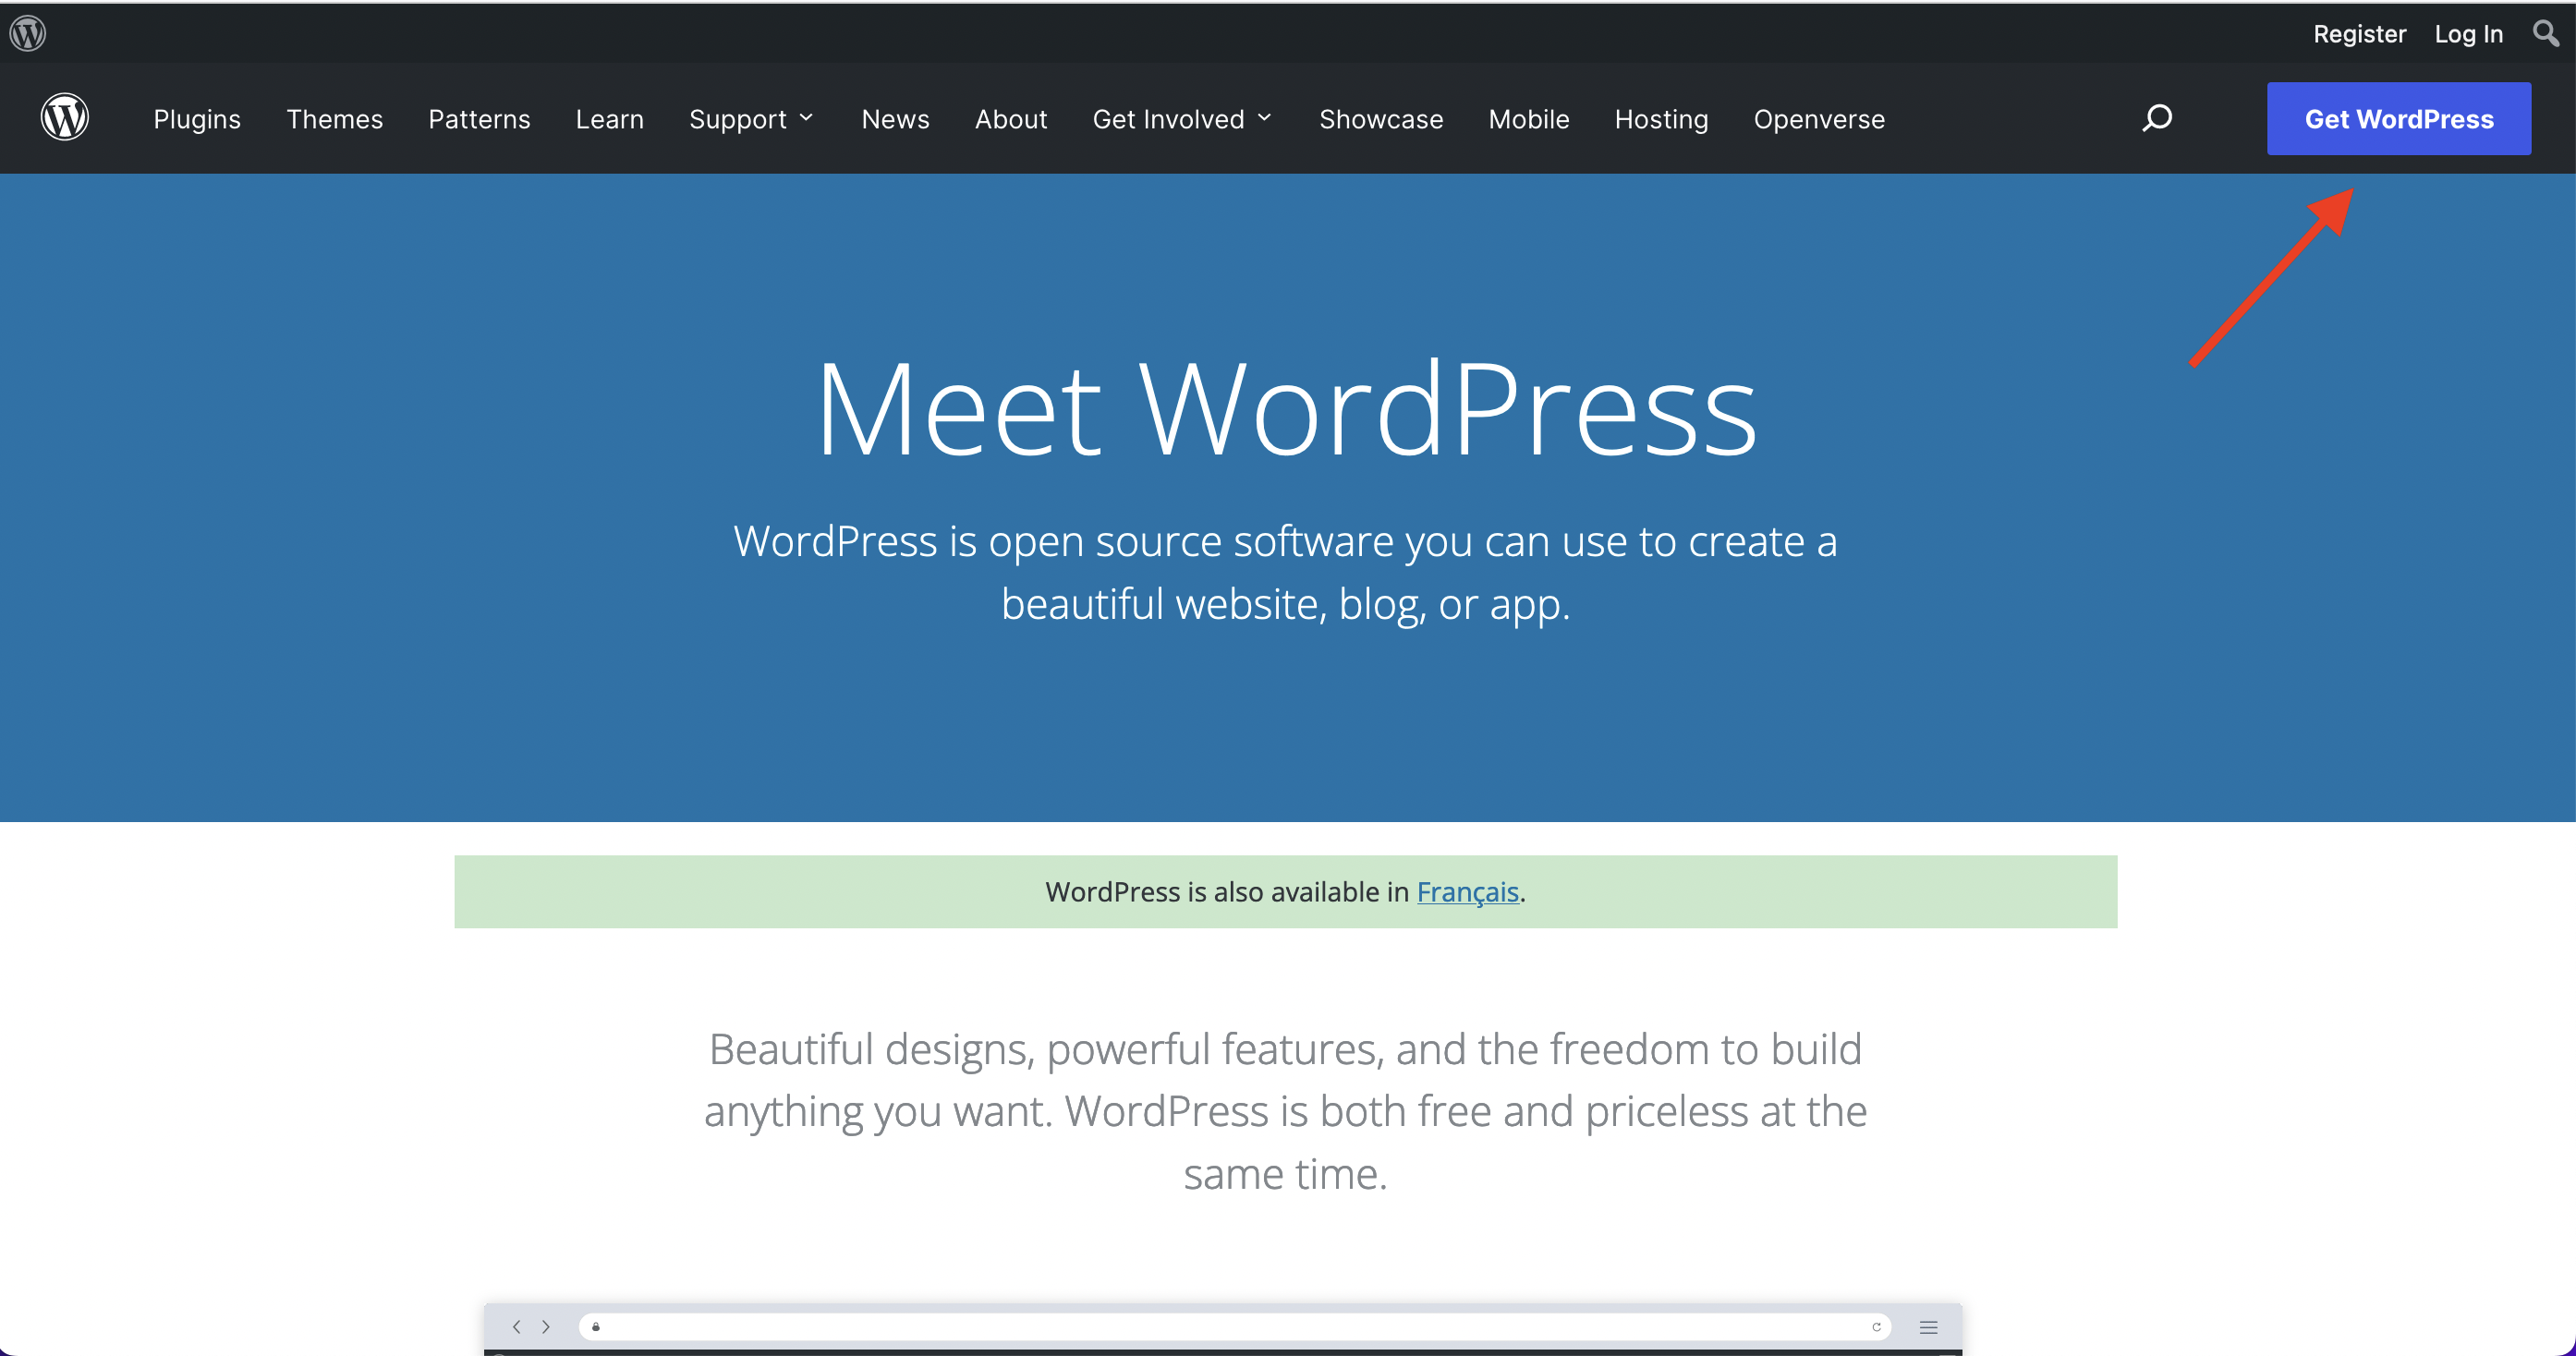 Register Log In
Plugins Themes Patterns Learn Support News About Get Involved Showcase Mobile Hosting Openverse Get WordPress
Meet WordPress
WordPress is open source software you can use to create a
beautiful website, blog, or app.
WordPress is also available in Français.
Beautiful designs, powerful features, and the freedom to build
anything you want. WordPress is both free and priceless at the
same time.